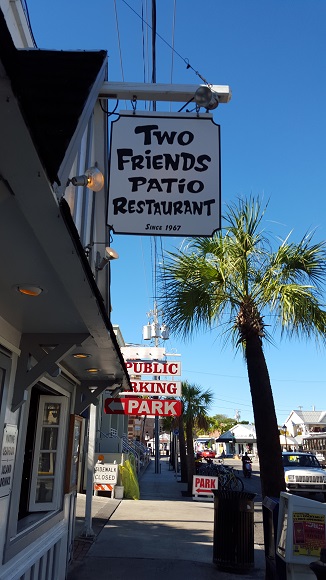 Two
FRIENDS
PATIO
RESTAURANT
SINCE 1967
PUBLIC
PARKING
PARK
SIDEWALK
CLOSED
PARK